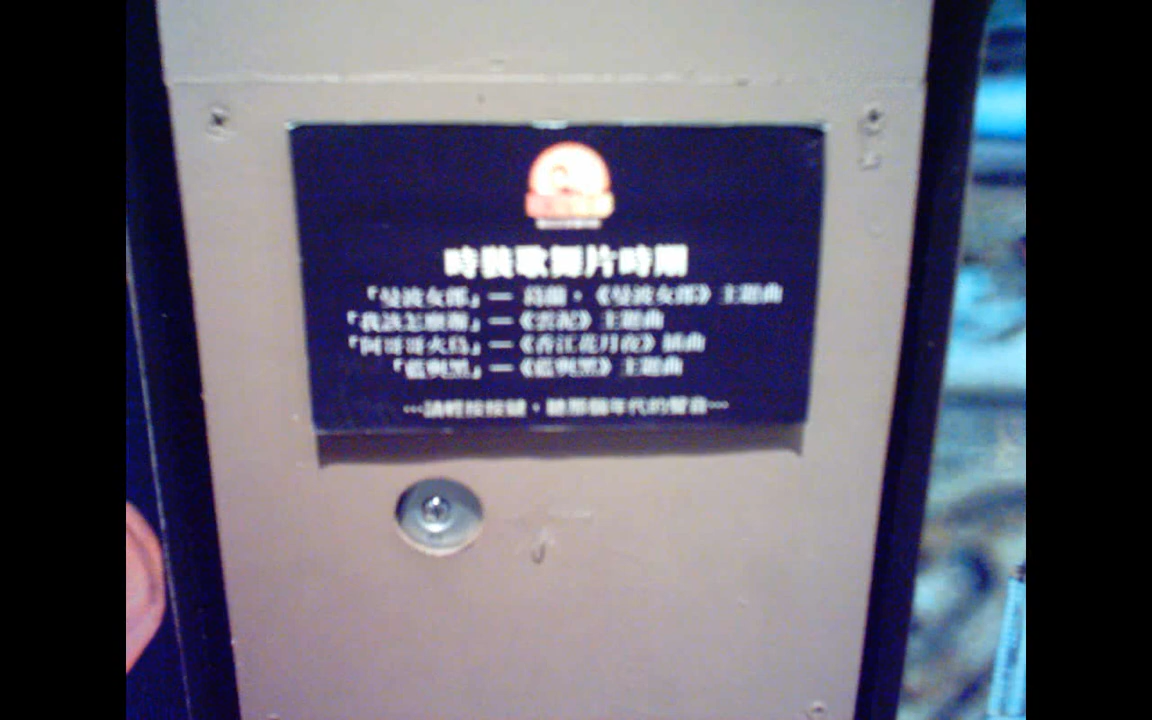 時裝歌舞片時期
「曼波女郎」— 葛蘭,《曼波女郎》主題曲
「我該怎麼辦」—《雲泥》主題曲
「阿哥哥火鳥」—《香江花月夜》插曲
「藍與黑」—《藍與黑》主題曲
…請輕按按鍵,聽那個年代的聲音…